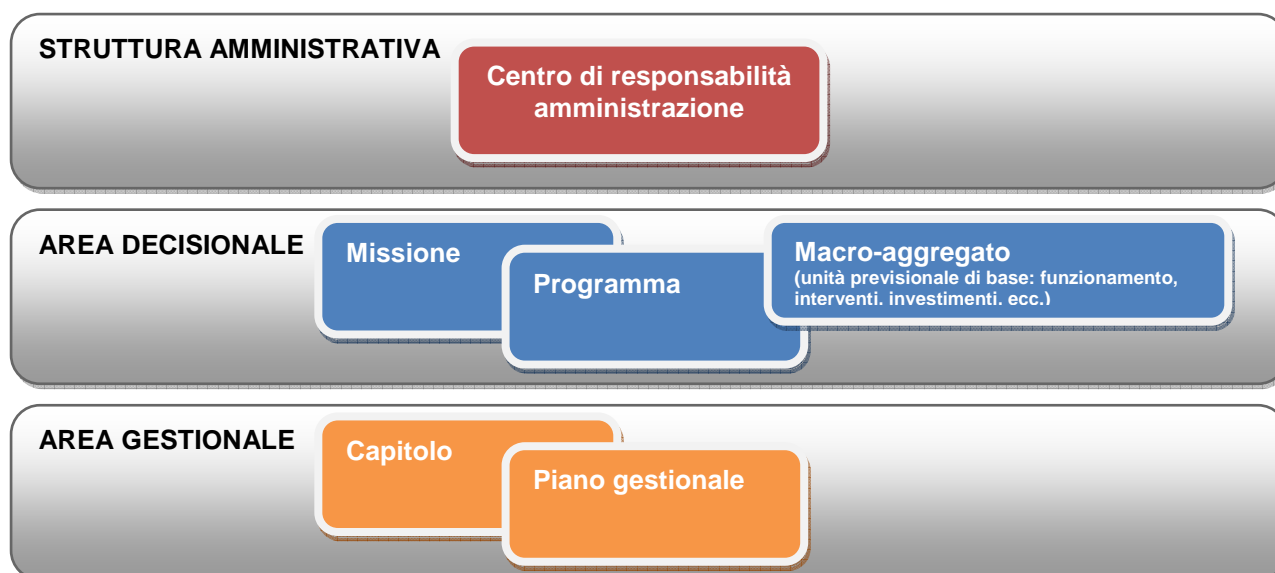 STRUTTURA AMMINISTRATIVA
Centro di responsabilità
amministrazione
AREA DECISIONALE
Missione
Programma
Macro-aggregato
(unità previsionale di base: funzionamento,
interventi, investimenti, ecc.)
AREA GESTIONALE
Capitolo
Piano gestionale